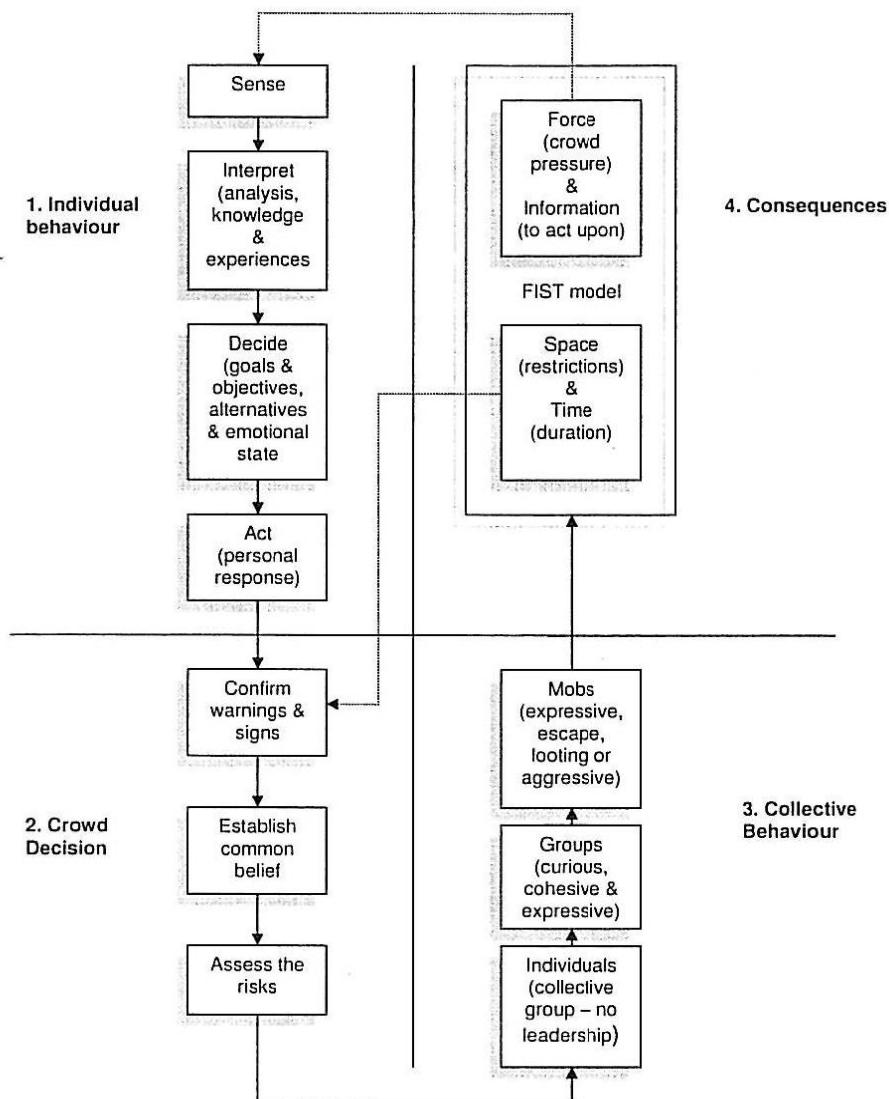 1. Individual
behaviour
Sense
Interpret
(analysis,
knowledge
&
experiences
Decide
(goals &
objectives,
alternatives
& emotional
state
Act
(personal
response)
2. Crowd
Decision
Confirm
warnings &
signs
Establish
common
belief
Assess the
risks
3. Collective
Behaviour
Individuals
(collective
group – no
leadership)
Groups
(curious,
cohesive &
expressive)
Mobs
(expressive,
escape,
looting or
aggressive)
4. Consequences
Force
(crowd
pressure)
&
Information
(to act upon)
FIST model
Space
(restrictions)
&
Time
(duration)